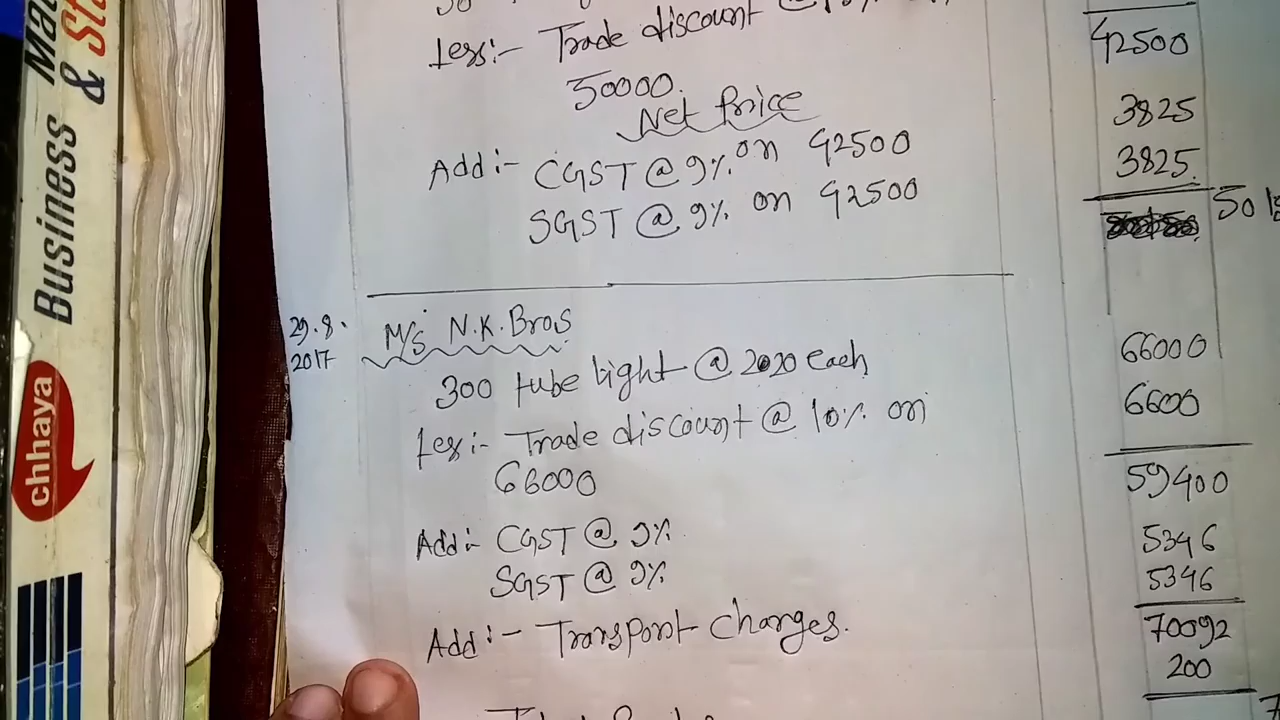 Less:- Trade discount @
50000.
42500
Net Price
Add:- CGST @ 9% on 42500 3825
SGST @ 9% on 42500 3825.
29.8.
2017
M/s N.K. Bros
300 tube light @ 2020 each 66000
Less:- Trade discount @ 10% on 6600
66000
59400
Add:- CGST @ 9% 5346
SGST @ 9% 5346
70092
Add:- Transport charges. 200
Business
&
chhaya